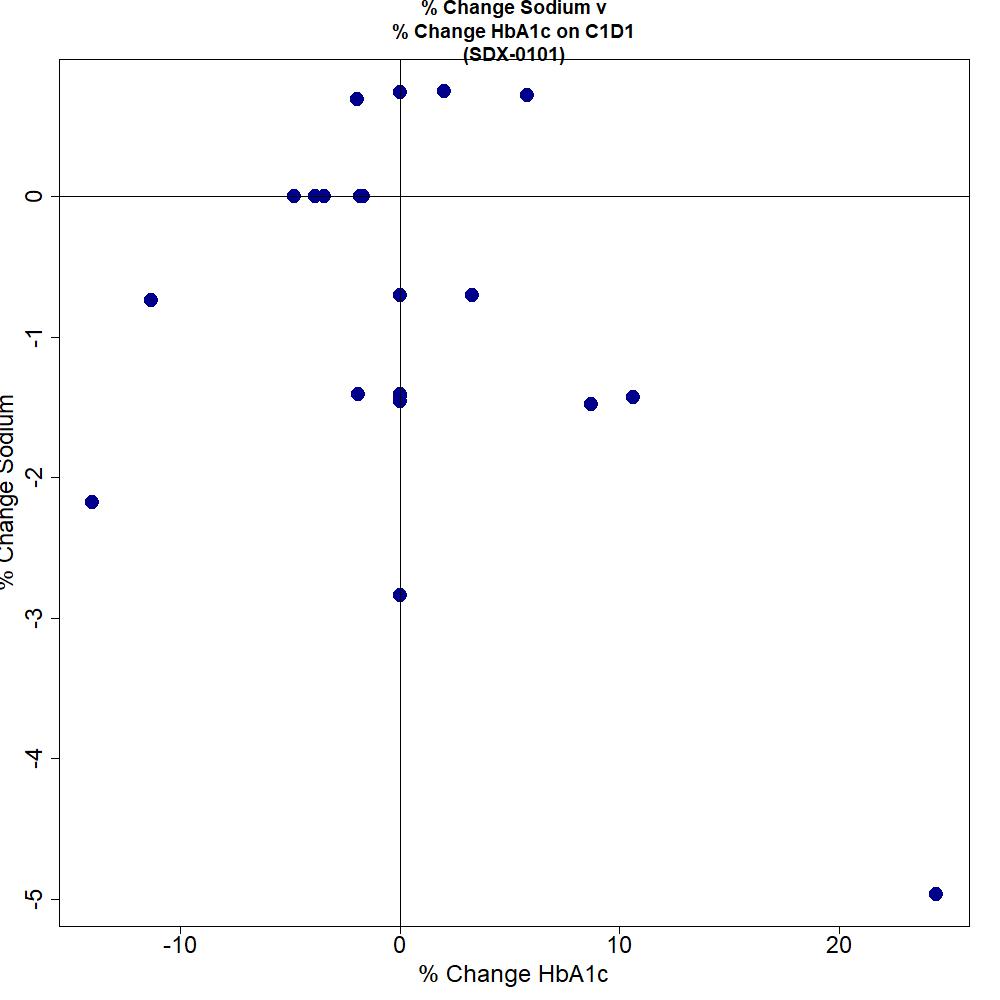 % Change Sodium v
% Change HbA1c on C1D1
(SDX-0101)
% Change Sodium
0
-1
-2
-3
-4
-5
-10
0
10
20
% Change HbA1c